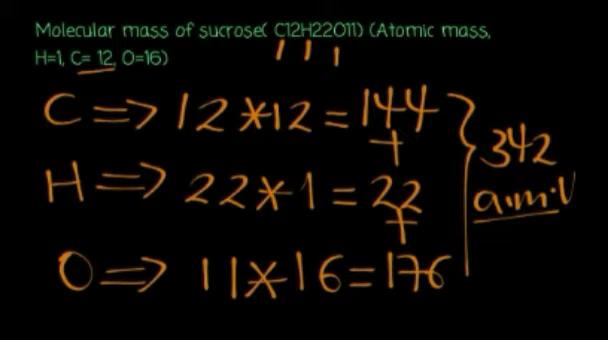 Molecular mass of sucrose( C12H22O11) (Atomic mass,
H=1, C= 12, O=16)
C => 12*12 = 144
+
342
H => 22*1 = 22
a.m.U
+
O => 11*16 = 176